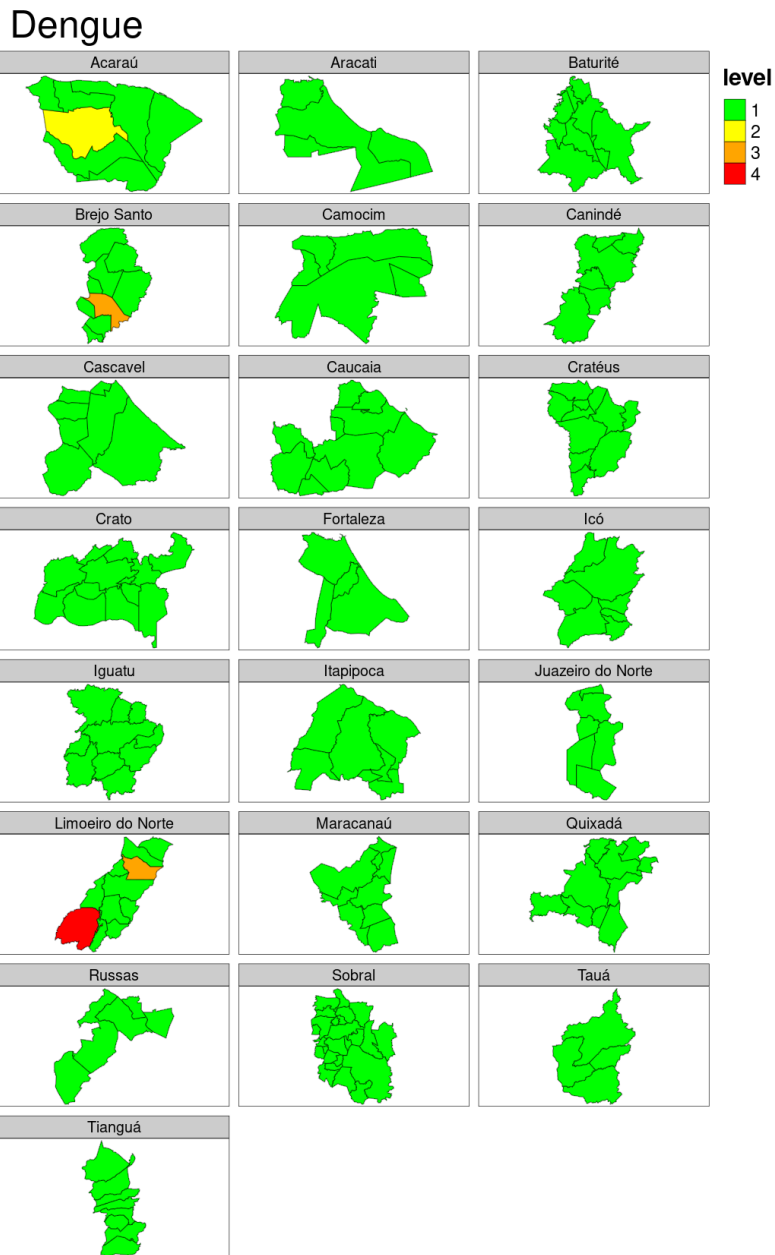 Dengue
Acaraú
Aracati
Baturité
level
1
2
3
4
Brejo Santo
Camocim
Canindé
Cascavel
Caucaia
Cratéus
Crato
Fortaleza
Icó
Iguatu
Itapipoca
Juazeiro do Norte
Limoeiro do Norte
Maracanaú
Quixadá
Russas
Sobral
Tauá
Tianguá